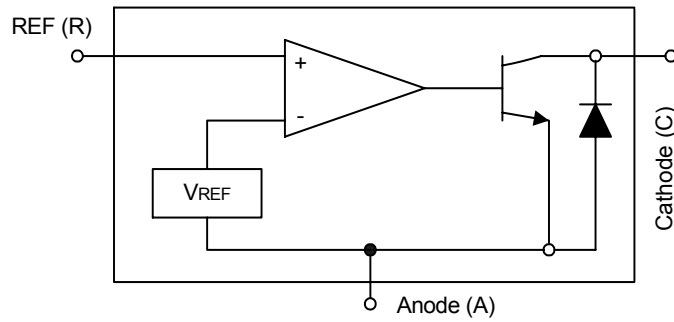 REF (R)
+
-
VREF
Cathode (C)
Anode (A)